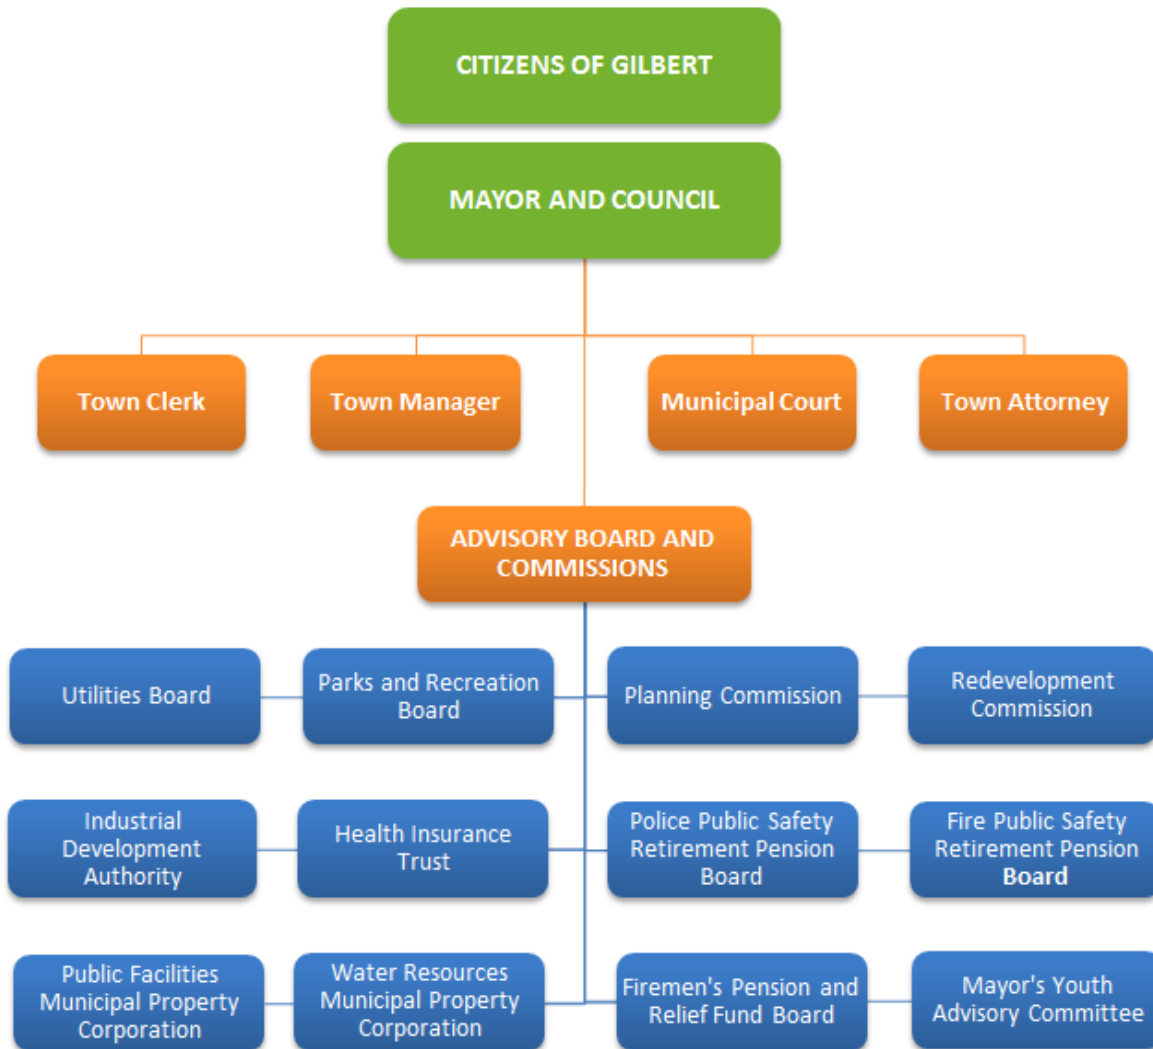 CITIZENS OF GILBERT
MAYOR AND COUNCIL
Town Clerk
Town Manager
Municipal Court
Town Attorney
ADVISORY BOARD AND
COMMISSIONS
Utilities Board
Parks and Recreation
Board
Planning Commission
Redevelopment
Commission
Industrial
Development
Authority
Health Insurance
Trust
Police Public Safety
Retirement Pension
Board
Fire Public Safety
Retirement Pension
Board
Public Facilities
Municipal Property
Corporation
Water Resources
Municipal Property
Corporation
Firemen's Pension and
Relief Fund Board
Mayor's Youth
Advisory Committee